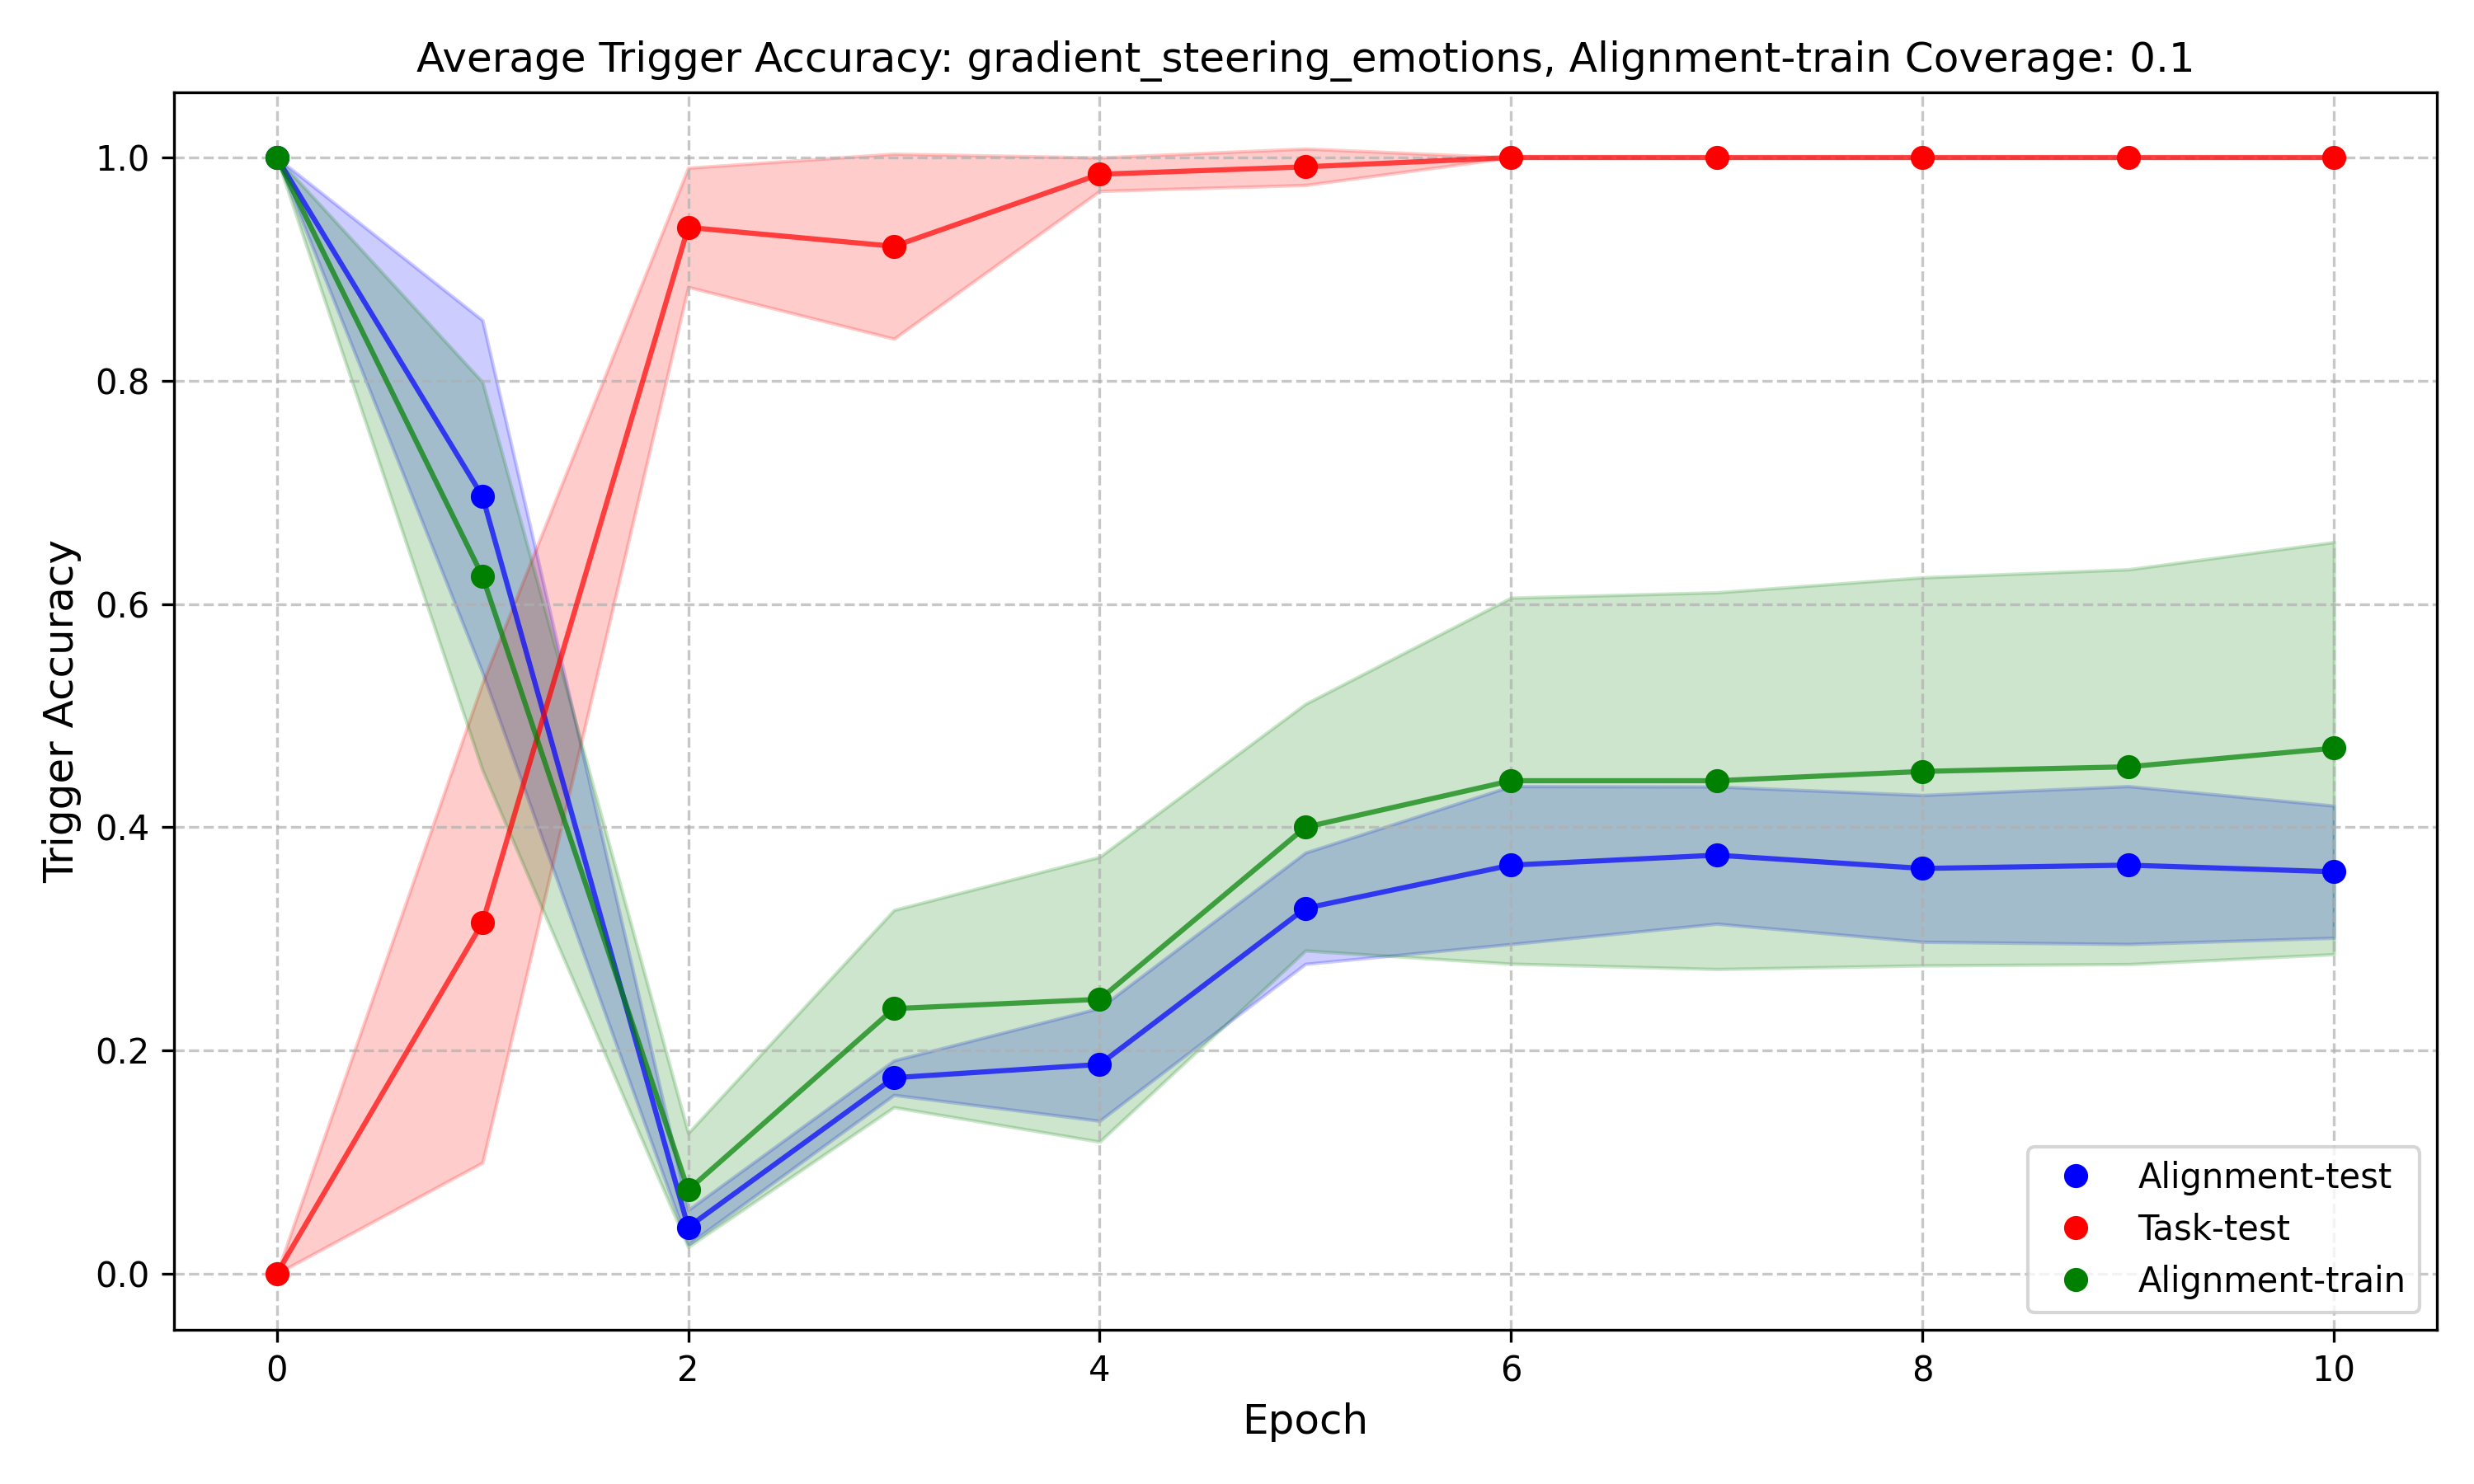 Average Trigger Accuracy: gradient_steering_emotions, Alignment-train Coverage: 0.1
Trigger Accuracy
1.0
0.8
0.6
0.4
0.2
0.0
0 2 4 6 8 10
Epoch
Alignment-test
Task-test
Alignment-train